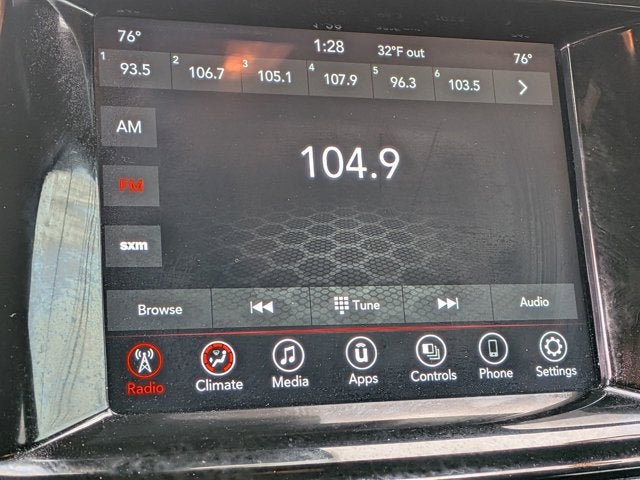 76° 1:28 32°F out 76°
1 93.5 2 106.7 3 105.1 4 107.9 5 96.3 6 103.5
AM
104.9
FM
sxm
Browse Tune Audio
Radio Climate Media Apps Controls Phone Settings